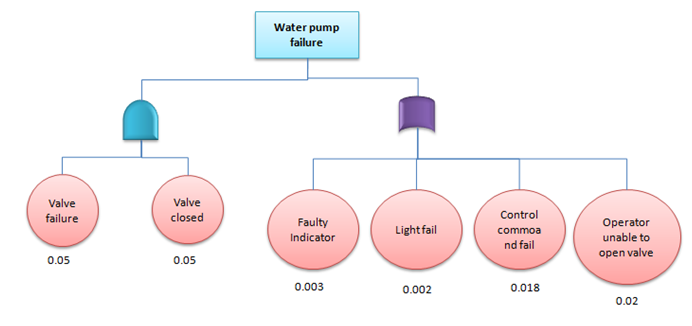 Water pump
failure
Valve
failure
Valve
closed
Faulty
Indicator
Light fail
Control
commoa
nd fail
Operator
unable to
open valve
0.05
0.05
0.003
0.002
0.018
0.02